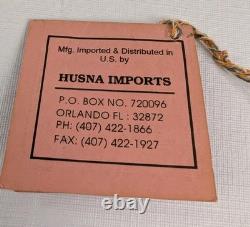 Mfg. Imported & Distributed in
U.S. by
HUSNA IMPORTS
P.O. BOX NO. 720096
ORLANDO FL : 32872
PH: (407) 422-1866
FAX: (407) 422-1927